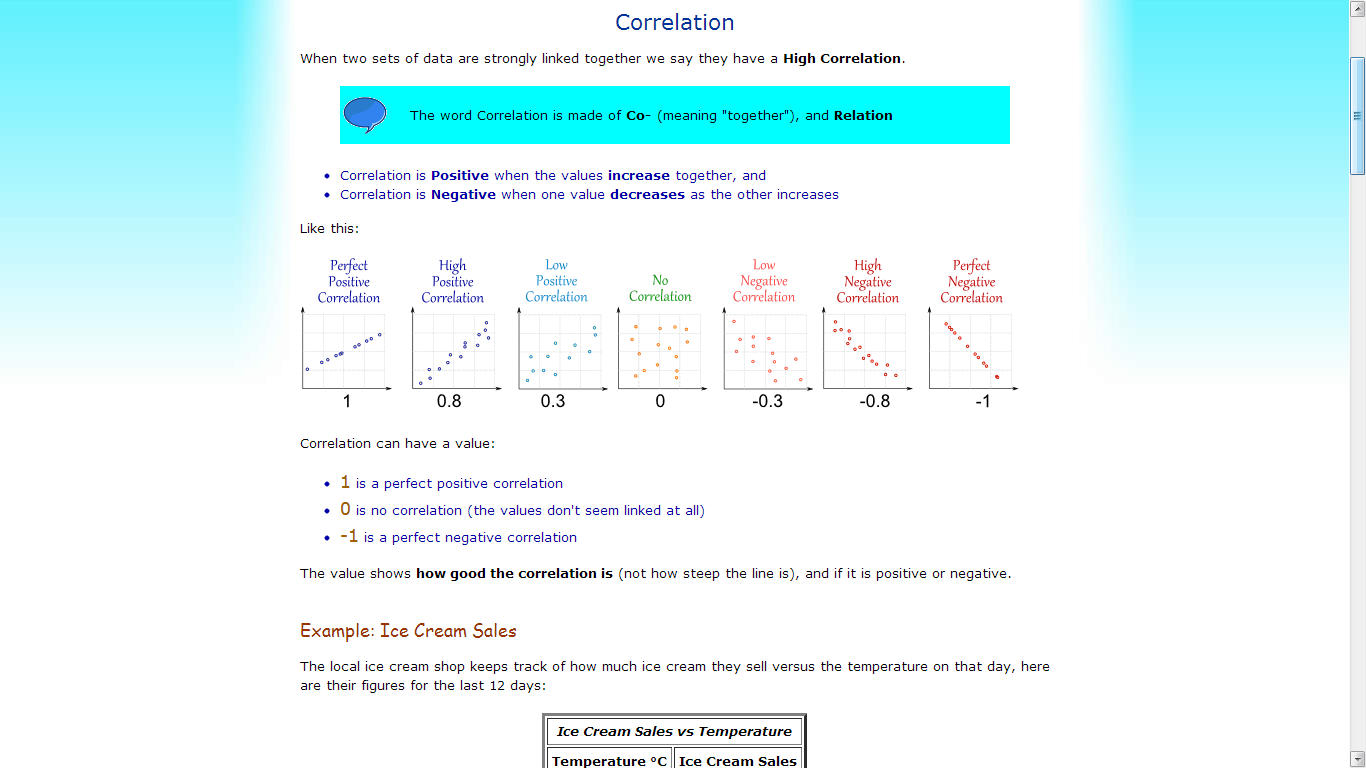 Correlation
When two sets of data are strongly linked together we say they have a High Correlation.
The word Correlation is made of Co- (meaning "together"), and Relation
Correlation is Positive when the values increase together, and
Correlation is Negative when one value decreases as the other increases
Like this:
Perfect
Positive
Correlation
High
Positive
Correlation
Low
Positive
Correlation
No
Correlation
Low
Negative
Correlation
High
Negative
Correlation
Perfect
Negative
Correlation
1
0.8
0.3
0
-0.3
-0.8
-1
Correlation can have a value:
1 is a perfect positive correlation
0 is no correlation (the values don't seem linked at all)
-1 is a perfect negative correlation
The value shows how good the correlation is (not how steep the line is), and if it is positive or negative.
Example: Ice Cream Sales
The local ice cream shop keeps track of how much ice cream they sell versus the temperature on that day, here
are their figures for the last 12 days:
Ice Cream Sales vs Temperature
Temperature °C Ice Cream Sales